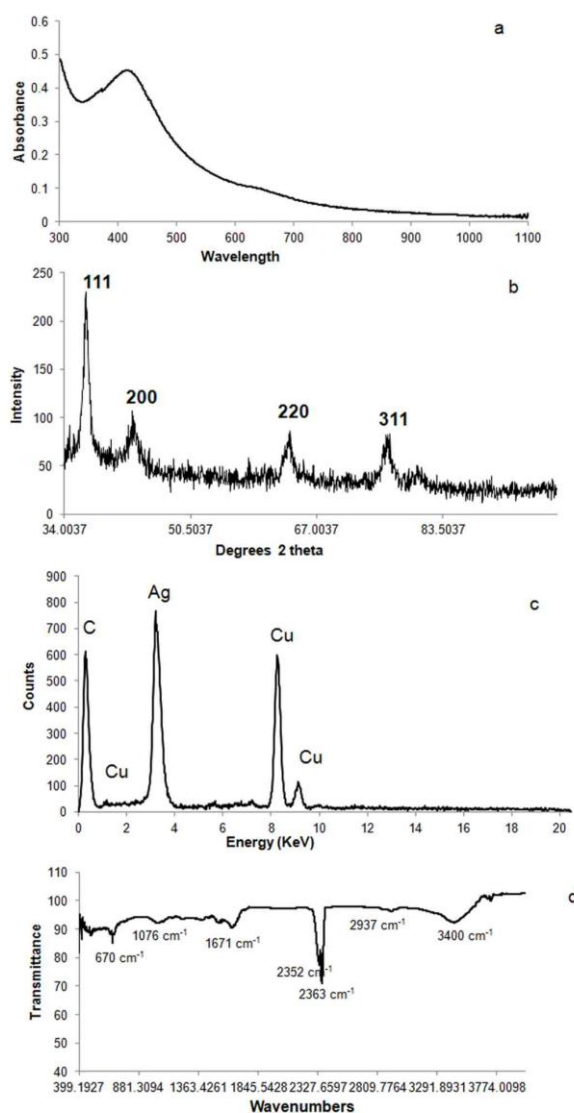 a
0.6
0.5
0.4
0.3
0.2
0.1
0
Absorbance
300 400 500 600 700 800 900 1000 1100
Wavelength
b
250
200
150
100
50
0
Intensity
111
200
220
311
34.0037 50.5037 67.0037 83.5037
Degrees 2 theta
c
900
800
700
600
500
400
300
200
100
0
Counts
C
Cu
Ag
Cu
Cu
0 2 4 6 8 10 12 14 16 18 20
Energy (KeV)
110
100
90
80
70
60
50
40
Transmittance
670 cm-1
1076 cm-1
1671 cm-1
2352 cm-1
2363 cm-1
2937 cm-1
3400 cm-1
399.1927 881.3094 1363.4261 1845.5428 2327.6597 2809.7764 3291.8931 3774.0098
Wavenumbers